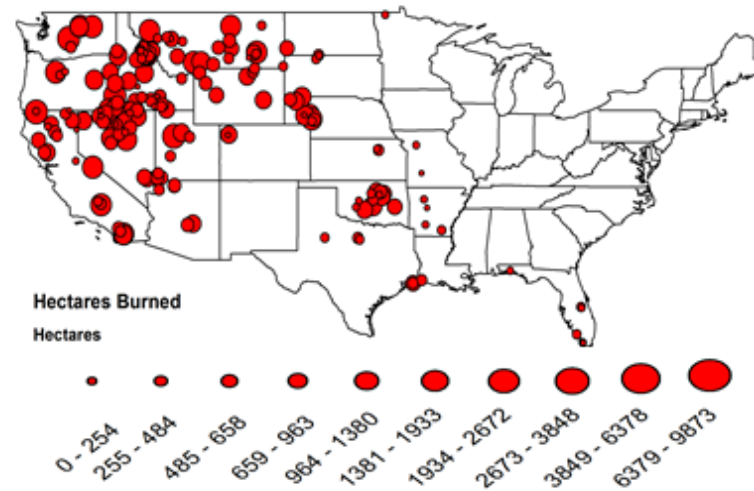 Hectares Burned
Hectares
0 - 254
255 - 484
485 - 658
659 - 963
964 - 1380
1381 - 1933
1934 - 2672
2673 - 3848
3849 - 6378
6379 - 9873